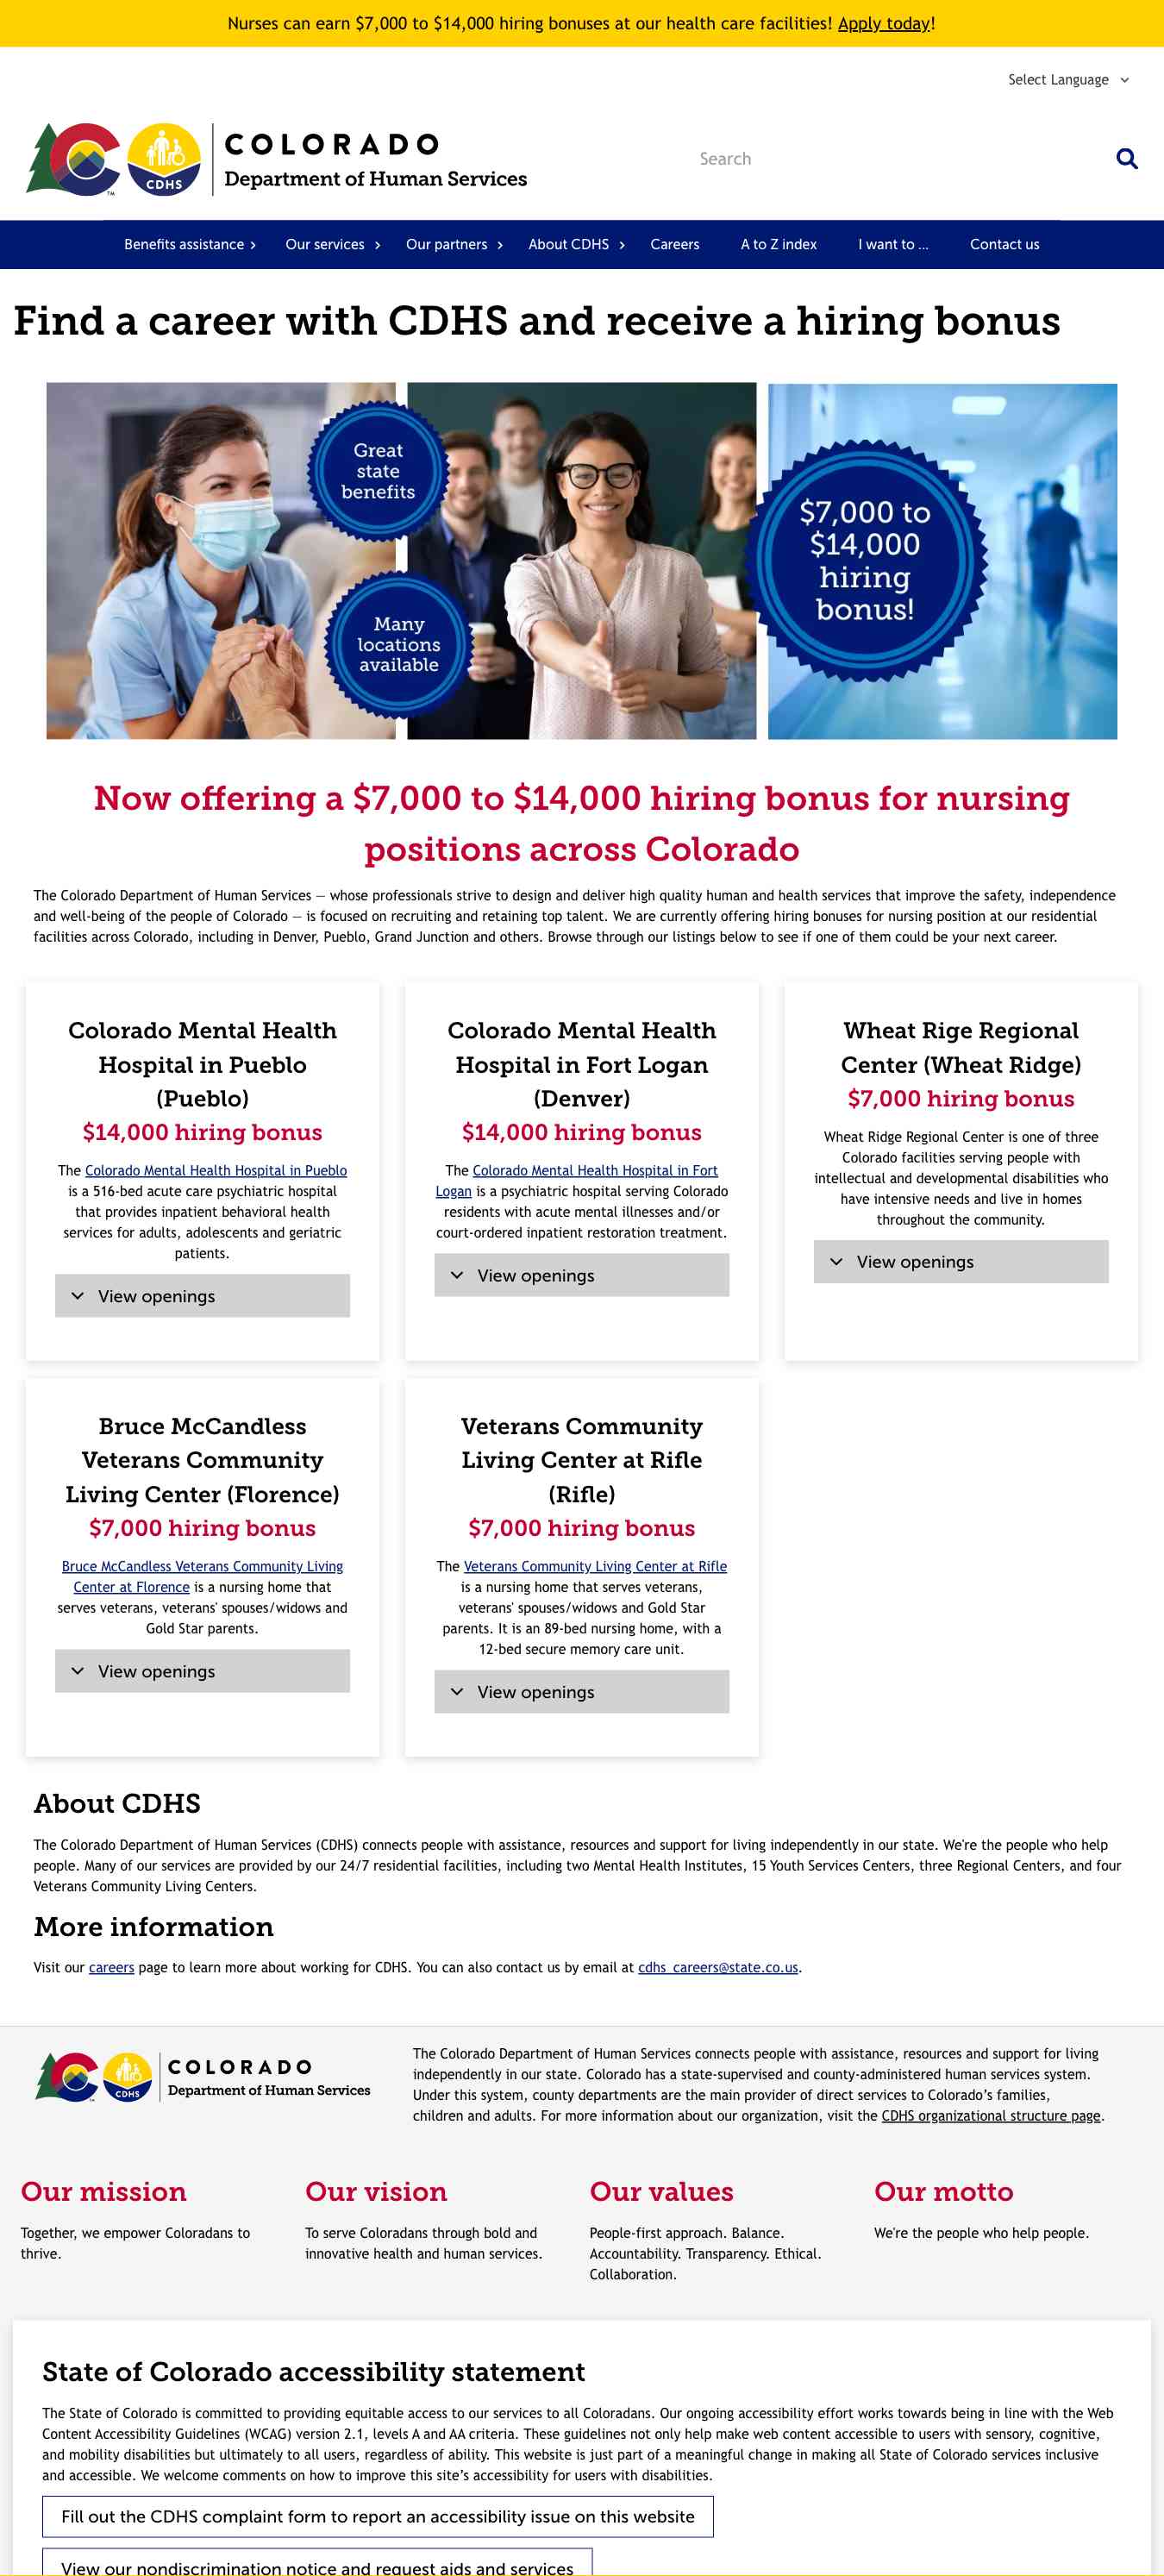 Nurses can earn $7,000 to $14,000 hiring bonuses at our health care facilities! Apply today!
Select Language
CDHS
TM
COLORADO
Department of Human Services
Search
Benefits assistance
Our services
Our partners
About CDHS
Careers
A to Z index
I want to ...
Contact us
Find a career with CDHS and receive a hiring bonus
Great
state
benefits
Many
locations
available
$7,000 to
$14,000
hiring
bonus!
Now offering a $7,000 to $14,000 hiring bonus for nursing
positions across Colorado
The Colorado Department of Human Services — whose professionals strive to design and deliver high quality human and health services that improve the safety, independence
and well-being of the people of Colorado — is focused on recruiting and retaining top talent. We are currently offering hiring bonuses for nursing position at our residential
facilities across Colorado, including in Denver, Pueblo, Grand Junction and others. Browse through our listings below to see if one of them could be your next career.
Colorado Mental Health
Hospital in Pueblo
(Pueblo)
$14,000 hiring bonus
The Colorado Mental Health Hospital in Pueblo
is a 516-bed acute care psychiatric hospital
that provides inpatient behavioral health
services for adults, adolescents and geriatric
patients.
View openings
Colorado Mental Health
Hospital in Fort Logan
(Denver)
$14,000 hiring bonus
The Colorado Mental Health Hospital in Fort
Logan is a psychiatric hospital serving Colorado
residents with acute mental illnesses and/or
court-ordered inpatient restoration treatment.
View openings
Wheat Rige Regional
Center (Wheat Ridge)
$7,000 hiring bonus
Wheat Ridge Regional Center is one of three
Colorado facilities serving people with
intellectual and developmental disabilities who
have intensive needs and live in homes
throughout the community.
View openings
Bruce McCandless
Veterans Community
Living Center (Florence)
$7,000 hiring bonus
Bruce McCandless Veterans Community Living
Center at Florence is a nursing home that
serves veterans, veterans' spouses/widows and
Gold Star parents.
View openings
Veterans Community
Living Center at Rifle
(Rifle)
$7,000 hiring bonus
The Veterans Community Living Center at Rifle
is a nursing home that serves veterans,
veterans' spouses/widows and Gold Star
parents. It is an 89-bed nursing home, with a
12-bed secure memory care unit.
View openings
About CDHS
The Colorado Department of Human Services (CDHS) connects people with assistance, resources and support for living independently in our state. We're the people who help
people. Many of our services are provided by our 24/7 residential facilities, including two Mental Health Institutes, 15 Youth Services Centers, three Regional Centers, and four
Veterans Community Living Centers.
More information
Visit our careers page to learn more about working for CDHS. You can also contact us by email at cdhs_careers@state.co.us.
CDHS
COLORADO
Department of Human Services
The Colorado Department of Human Services connects people with assistance, resources and support for living
independently in our state. Colorado has a state-supervised and county-administered human services system.
Under this system, county departments are the main provider of direct services to Colorado’s families,
children and adults. For more information about our organization, visit the CDHS organizational structure page.
Our mission
Together, we empower Coloradans to
thrive.
Our vision
To serve Coloradans through bold and
innovative health and human services.
Our values
People-first approach. Balance.
Accountability. Transparency. Ethical.
Collaboration.
Our motto
We're the people who help people.
State of Colorado accessibility statement
The State of Colorado is committed to providing equitable access to our services to all Coloradans. Our ongoing accessibility effort works towards being in line with the Web
Content Accessibility Guidelines (WCAG) version 2.1, levels A and AA criteria. These guidelines not only help make web content accessible to users with sensory, cognitive,
and mobility disabilities but ultimately to all users, regardless of ability. This website is just part of a meaningful change in making all State of Colorado services inclusive
and accessible. We welcome comments on how to improve this site’s accessibility for users with disabilities.
Fill out the CDHS complaint form to report an accessibility issue on this website
View our nondiscrimination notice and request aids and services